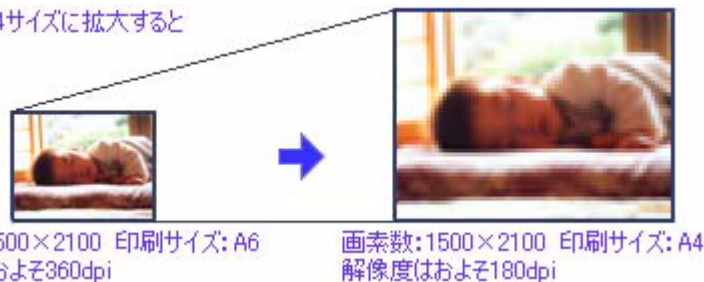 4サイズに拡大すると
500×2100 印刷サイズ：A6
およそ360dpi
画素数：1500×2100 印刷サイズ：A4
解像度はおよそ180dpi